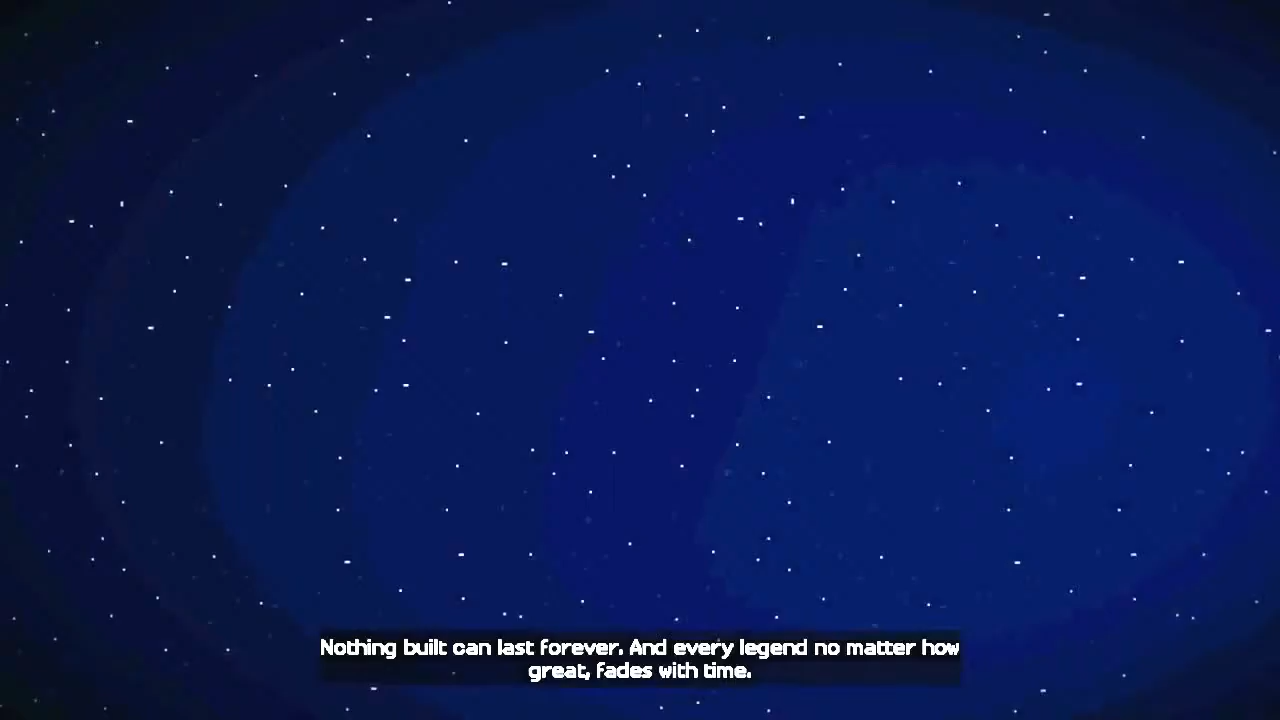 Nothing built can last forever. And every legend no matter how
great, fades with time.